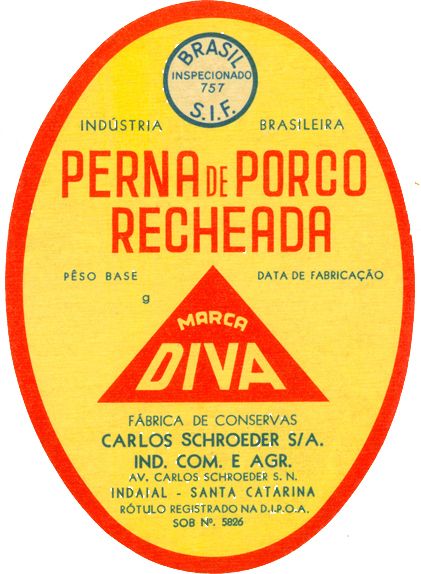 BRASIL
INSPECIONADO
757
S.I.F.
INDÚSTRIA BRASILEIRA
PERNA DE PORCO
RECHEADA
PÊSO BASE DATA DE FABRICAÇÃO
g
MARCA
DIVA
FÁBRICA DE CONSERVAS
CARLOS SCHROEDER S/A.
IND. COM. E AGR.
AV. CARLOS SCHROEDER S. N.
INDAIAL - SANTA CATARINA
RÓTULO REGISTRADO NA D.I.P.O.A.
SOB Nº. 5826